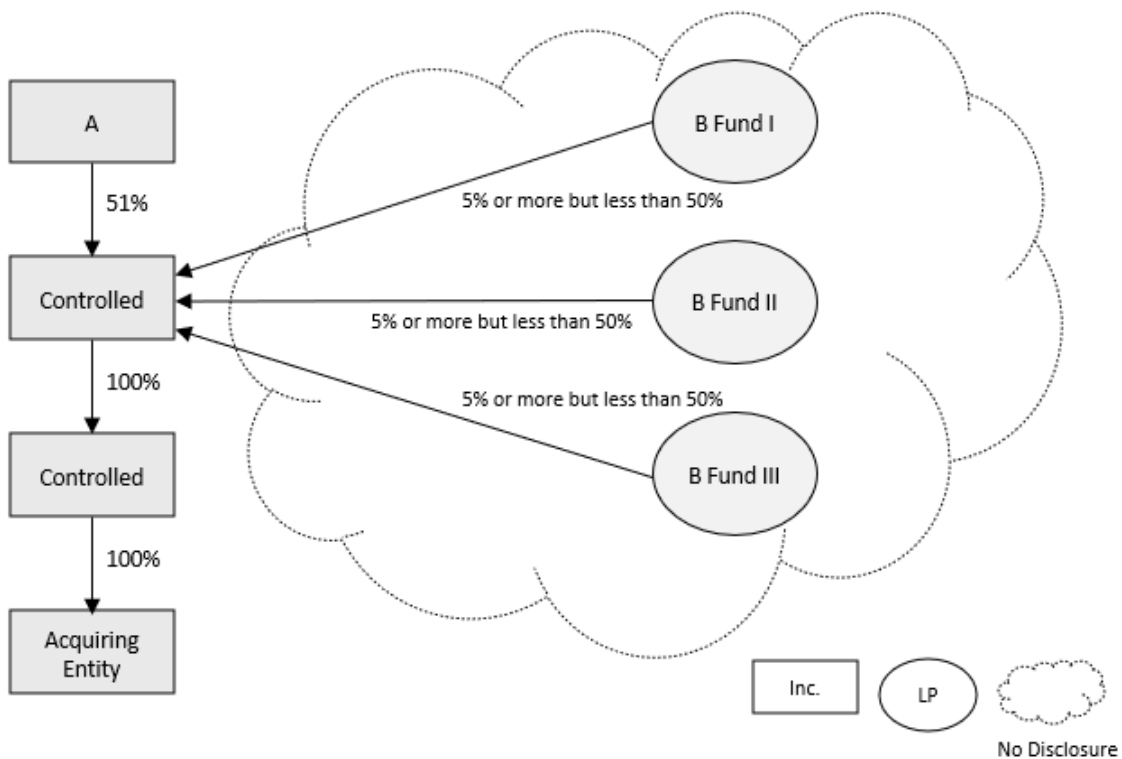 A
B Fund I
51%
5% or more but less than 50%
Controlled
B Fund II
5% or more but less than 50%
100%
5% or more but less than 50%
Controlled
B Fund III
100%
Acquiring
Entity
Inc.
LP
No Disclosure